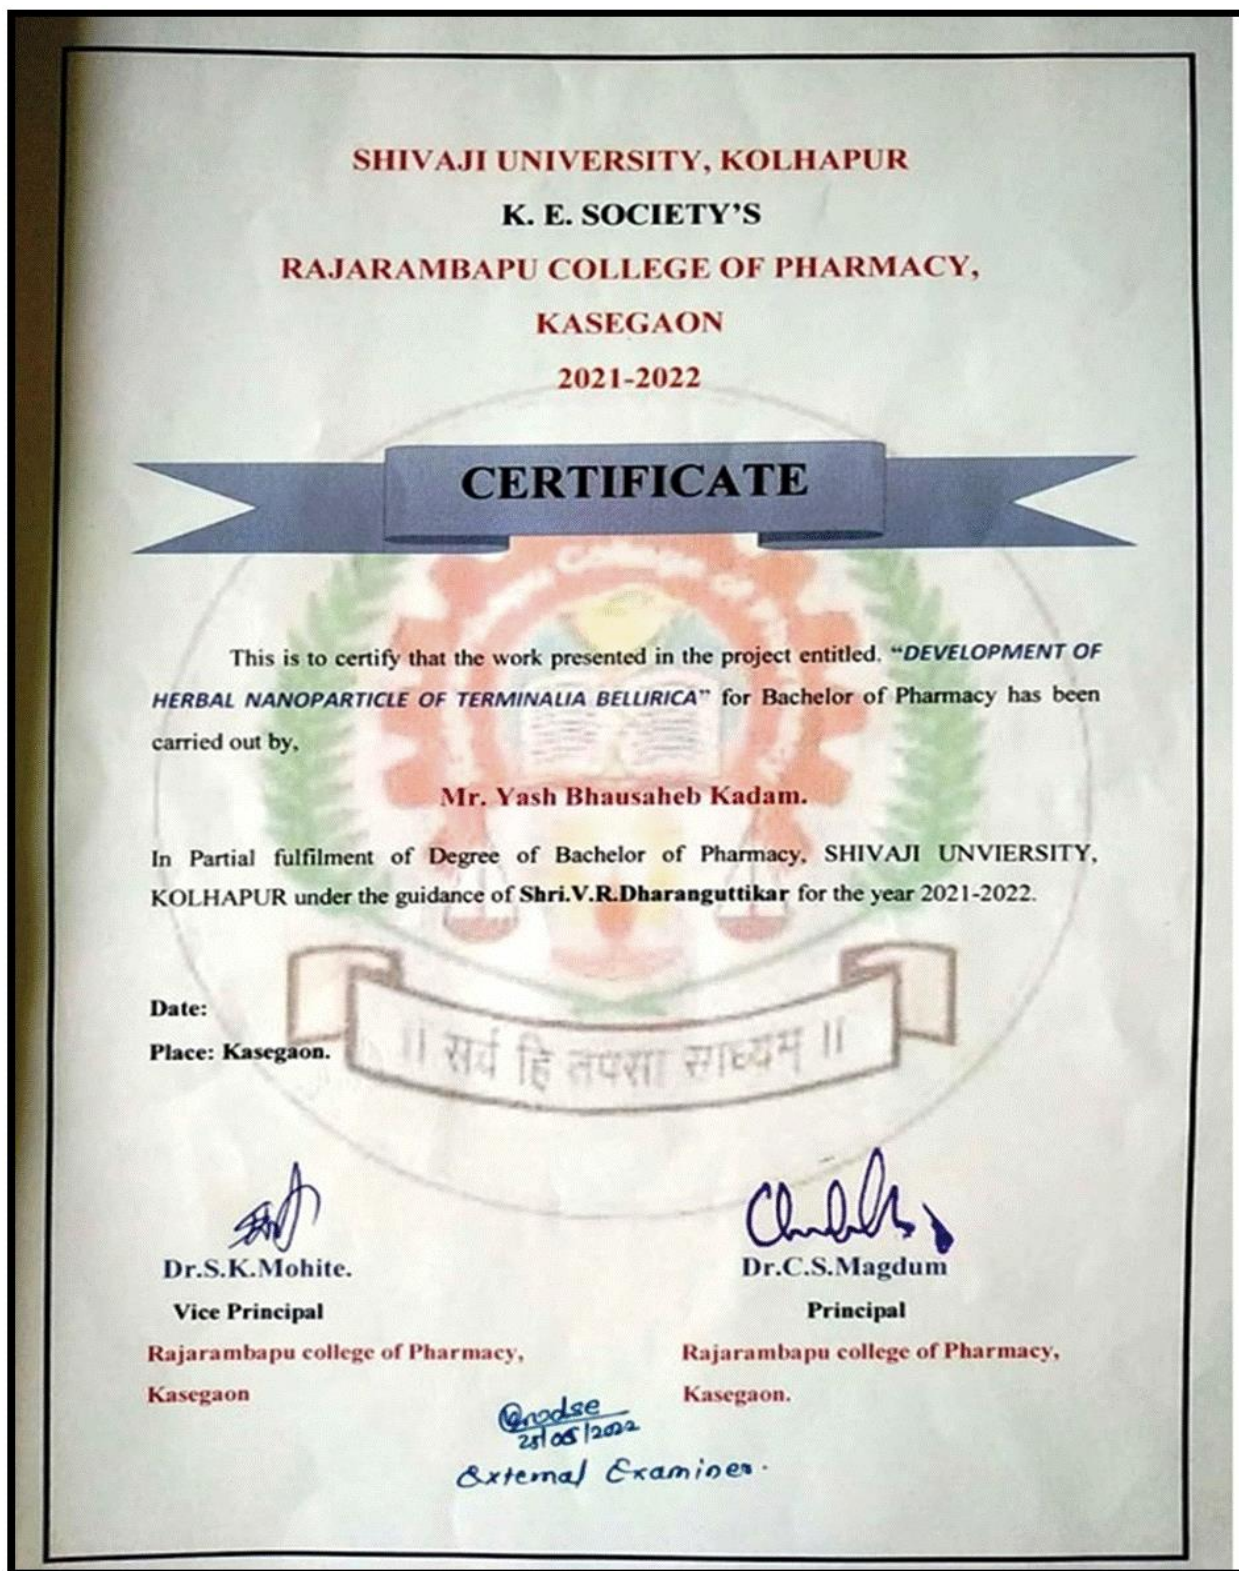 SHIVAJI UNIVERSITY, KOLHAPUR
K. E. SOCIETY'S
RAJARAMBAPU COLLEGE OF PHARMACY,
KASEGAON
2021-2022
CERTIFICATE
This is to certify that the work presented in the project entitled. “DEVELOPMENT OF
HERBAL NANOPARTICLE OF TERMINALIA BELLIRICA” for Bachelor of Pharmacy has been
carried out by,
Mr. Yash Bhausaheb Kadam.
In Partial fulfilment of Degree of Bachelor of Pharmacy, SHIVAJI UNVIERSITY,
KOLHAPUR under the guidance of Shri.V.R.Dharanguttikar for the year 2021-2022.
Date:
Place: Kasegaon.
॥ सर्व हि तपसा साध्यम् ॥
Dr.S.K.Mohite.
Vice Principal
Rajarambapu college of Pharmacy,
Kasegaon
Dr.C.S.Magdum
Principal
Rajarambapu college of Pharmacy,
Kasegaon.
External Examiner.